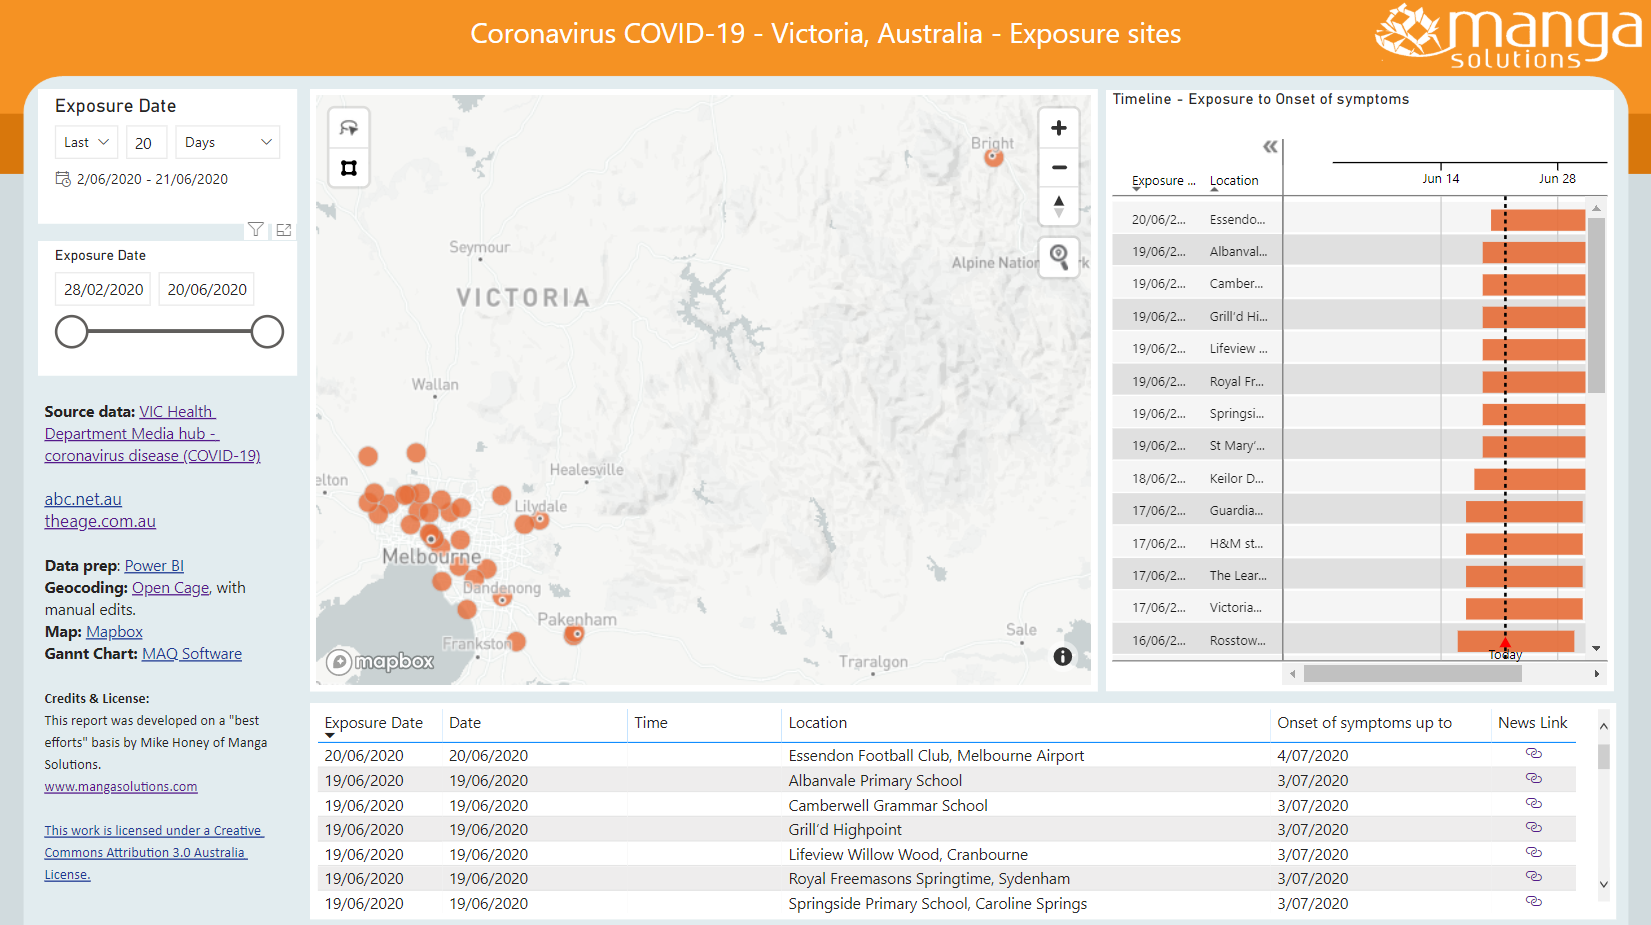 Coronavirus COVID-19 - Victoria, Australia - Exposure sites
manga
solutions
Exposure Date
Last 20 Days
2/06/2020 - 21/06/2020
Exposure Date
28/02/2020 20/06/2020
Source data: VIC Health
Department Media hub -
coronavirus disease (COVID-19)
abc.net.au
theage.com.au
Data prep: Power BI
Geocoding: Open Cage, with
manual edits.
Map: Mapbox
Gannt Chart: MAQ Software
Credits & License:
This report was developed on a "best
efforts" basis by Mike Honey of Manga
Solutions.
www.mangasolutions.com
This work is licensed under a Creative
Commons Attribution 3.0 Australia
License.
Bright
Seymour
Alpine Nation
k
VICTORIA
Wallan
Healesville
elton
Lilydale
Melbourne
Dandenong
Pakenham
Frankston
Sale
Traralgon
mapbox
Timeline - Exposure to Onset of symptoms
Jun 14 Jun 28
Exposure ... Location
20/06/2... Essendo...
19/06/2... Albanval...
19/06/2... Camber...
19/06/2... Grill'd Hi...
19/06/2... Lifeview ...
19/06/2... Royal Fr...
19/06/2... Springsi...
19/06/2... St Mary'...
18/06/2... Keilor D...
17/06/2... Guardia...
17/06/2... H&M st...
17/06/2... The Lear...
17/06/2... Victoria...
16/06/2... Rosstow...
Today
Exposure Date Date Time Location Onset of symptoms up to News Link
20/06/2020 20/06/2020 Essendon Football Club, Melbourne Airport 4/07/2020
19/06/2020 19/06/2020 Albanvale Primary School 3/07/2020
19/06/2020 19/06/2020 Camberwell Grammar School 3/07/2020
19/06/2020 19/06/2020 Grill'd Highpoint 3/07/2020
19/06/2020 19/06/2020 Lifeview Willow Wood, Cranbourne 3/07/2020
19/06/2020 19/06/2020 Royal Freemasons Springtime, Sydenham 3/07/2020
19/06/2020 19/06/2020 Springside Primary School, Caroline Springs 3/07/2020